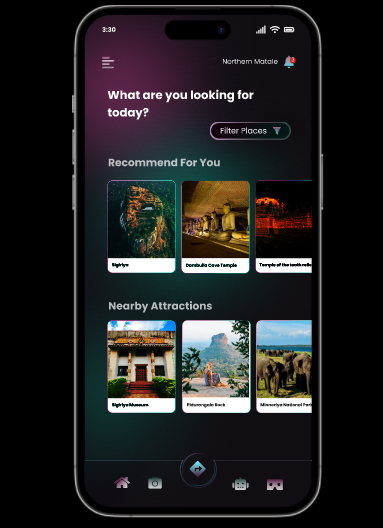 3:30
Northern Matale
What are you looking for
today?
Filter Places
Recommend For You
Sigiriya
Dambulla Cave Temple
Temple of the tooth relic
Nearby Attractions
Sigiriya Museum
Pidurangala Rock
Minneriya National Par